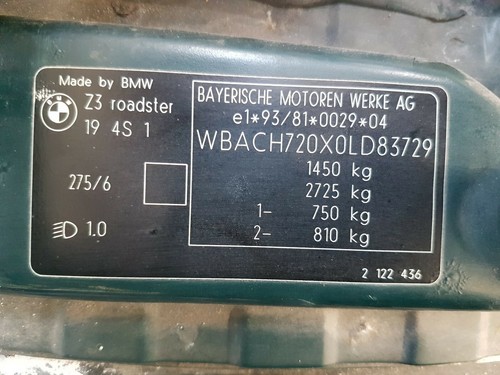 Made by BMW
Z3 roadster
19 4S 1
275/6
1.0
BAYERISCHE MOTOREN WERKE AG
e1*93/81*0029*04
WBACH720X0LD83729
1450 kg
2725 kg
1- 750 kg
2- 810 kg
2 122 436